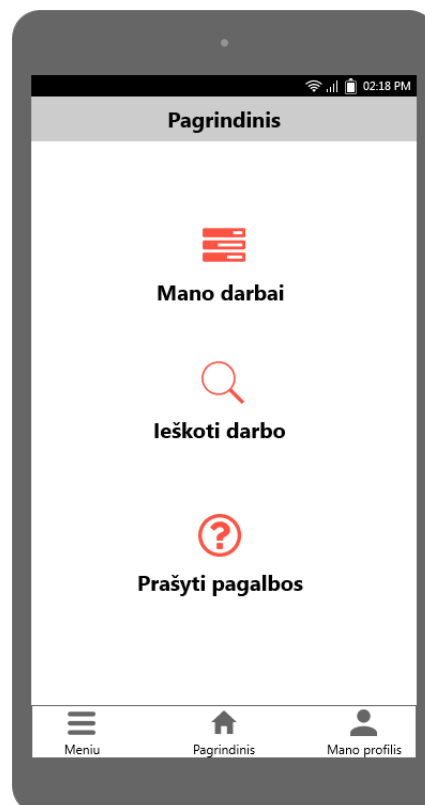 02:18 PM
Pagrindinis
Mano darbai
Ieškoti darbo
Prašyti pagalbos
Meniu
Pagrindinis
Mano profilis